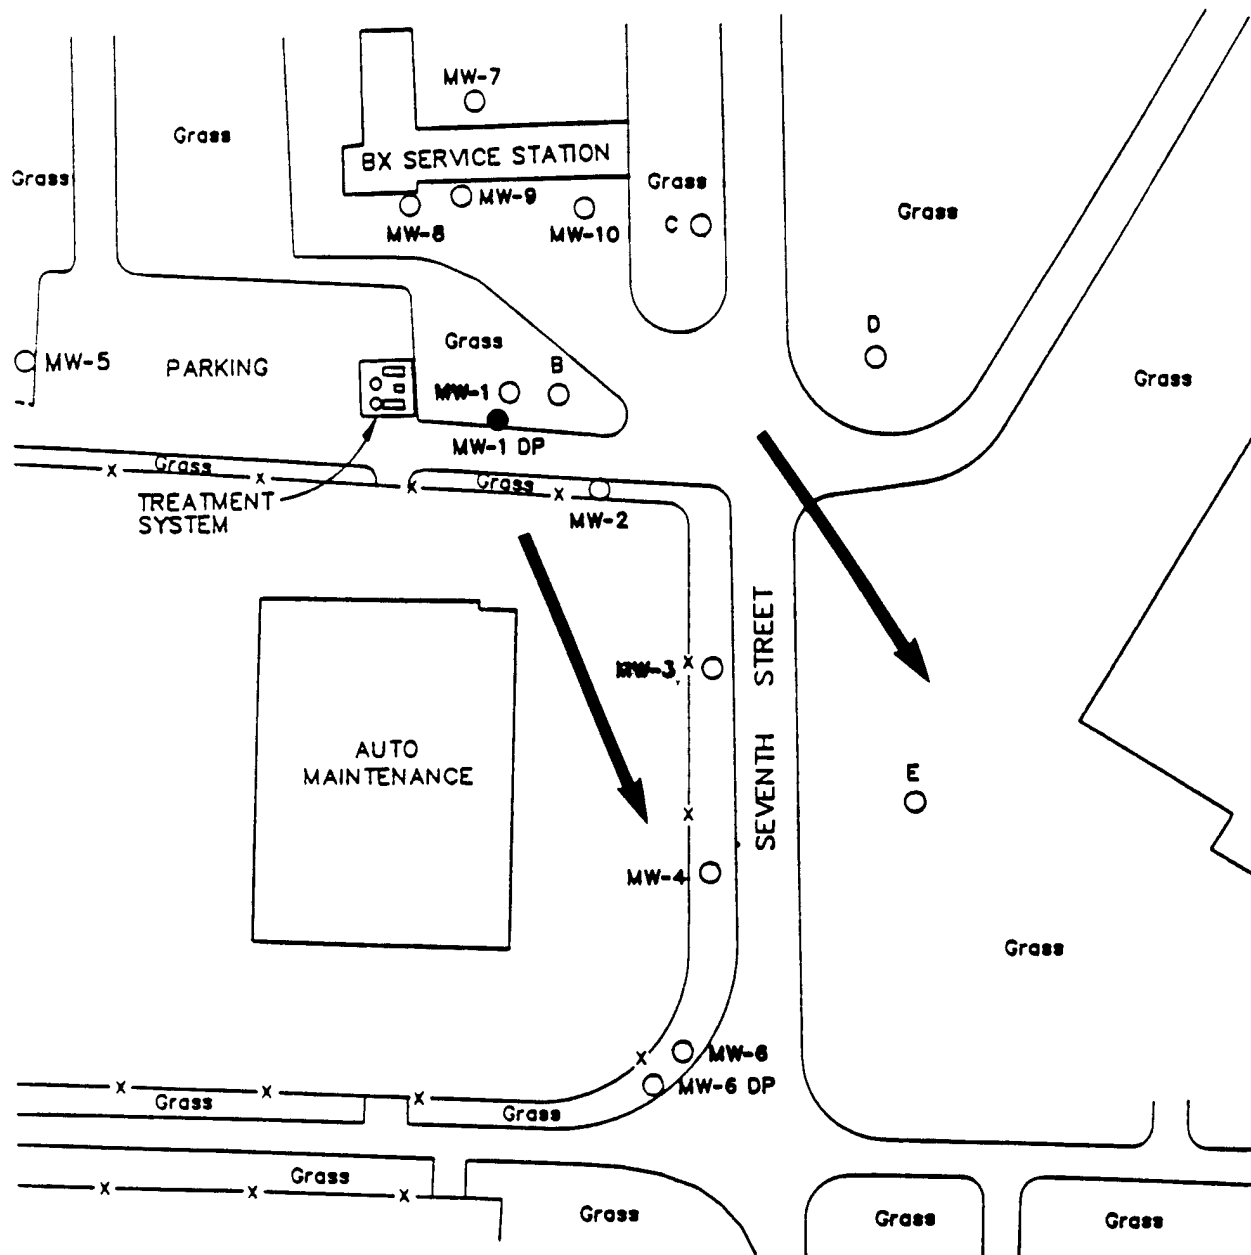 MW-7
Grass
BX SERVICE STATION
Grass
Grass
MW-9
Grass
MW-8
MW-10
C
D
Grass
MW-5
PARKING
B
Grass
MW-1
MW-1 DP
Grass
Grass
TREATMENT
SYSTEM
MW-2
MW-3
SEVENTH STREET
AUTO
MAINTENANCE
E
MW-4
Grass
MW-6
MW-6 DP
Grass
Grass
Grass
Grass
Grass
Grass